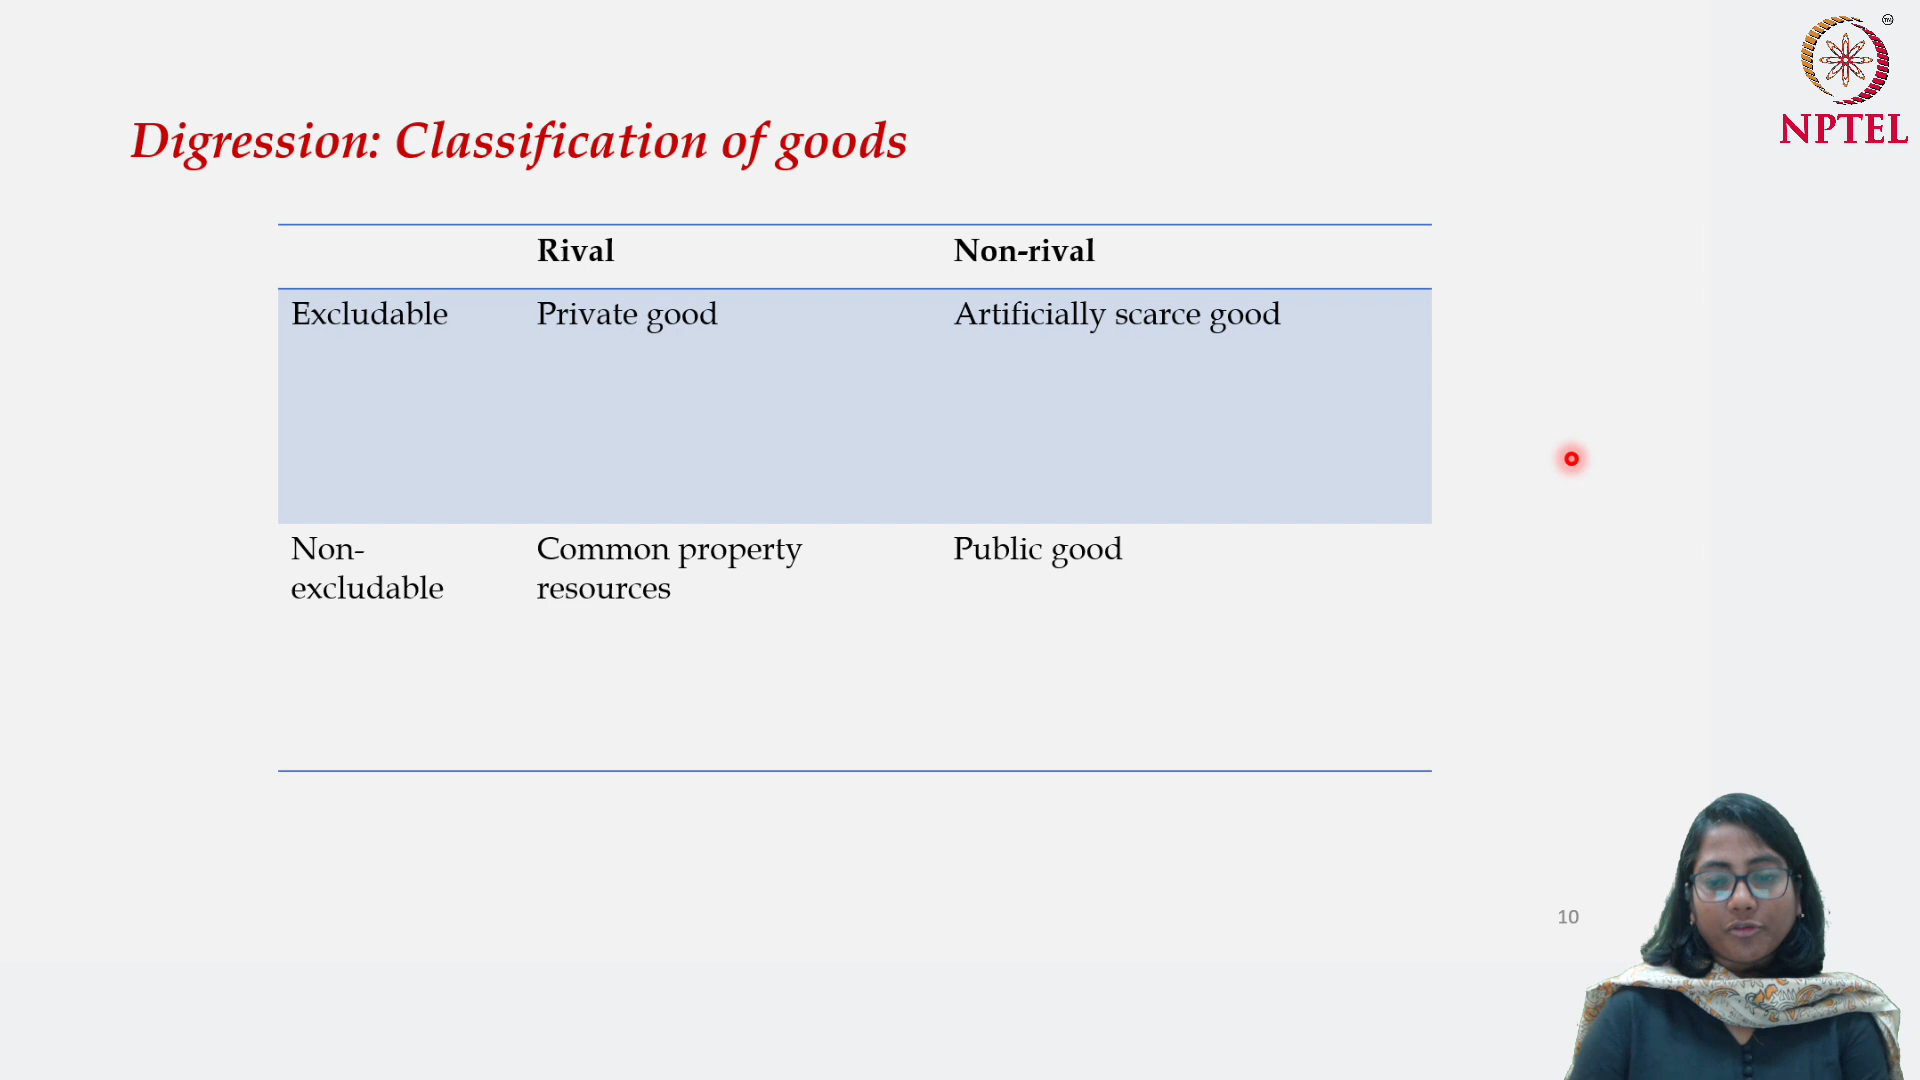 NPTEL
TM
Digression: Classification of goods
Rival Non-rival
Excludable Private good Artificially scarce good
Non- Common property Public good
excludable resources
10